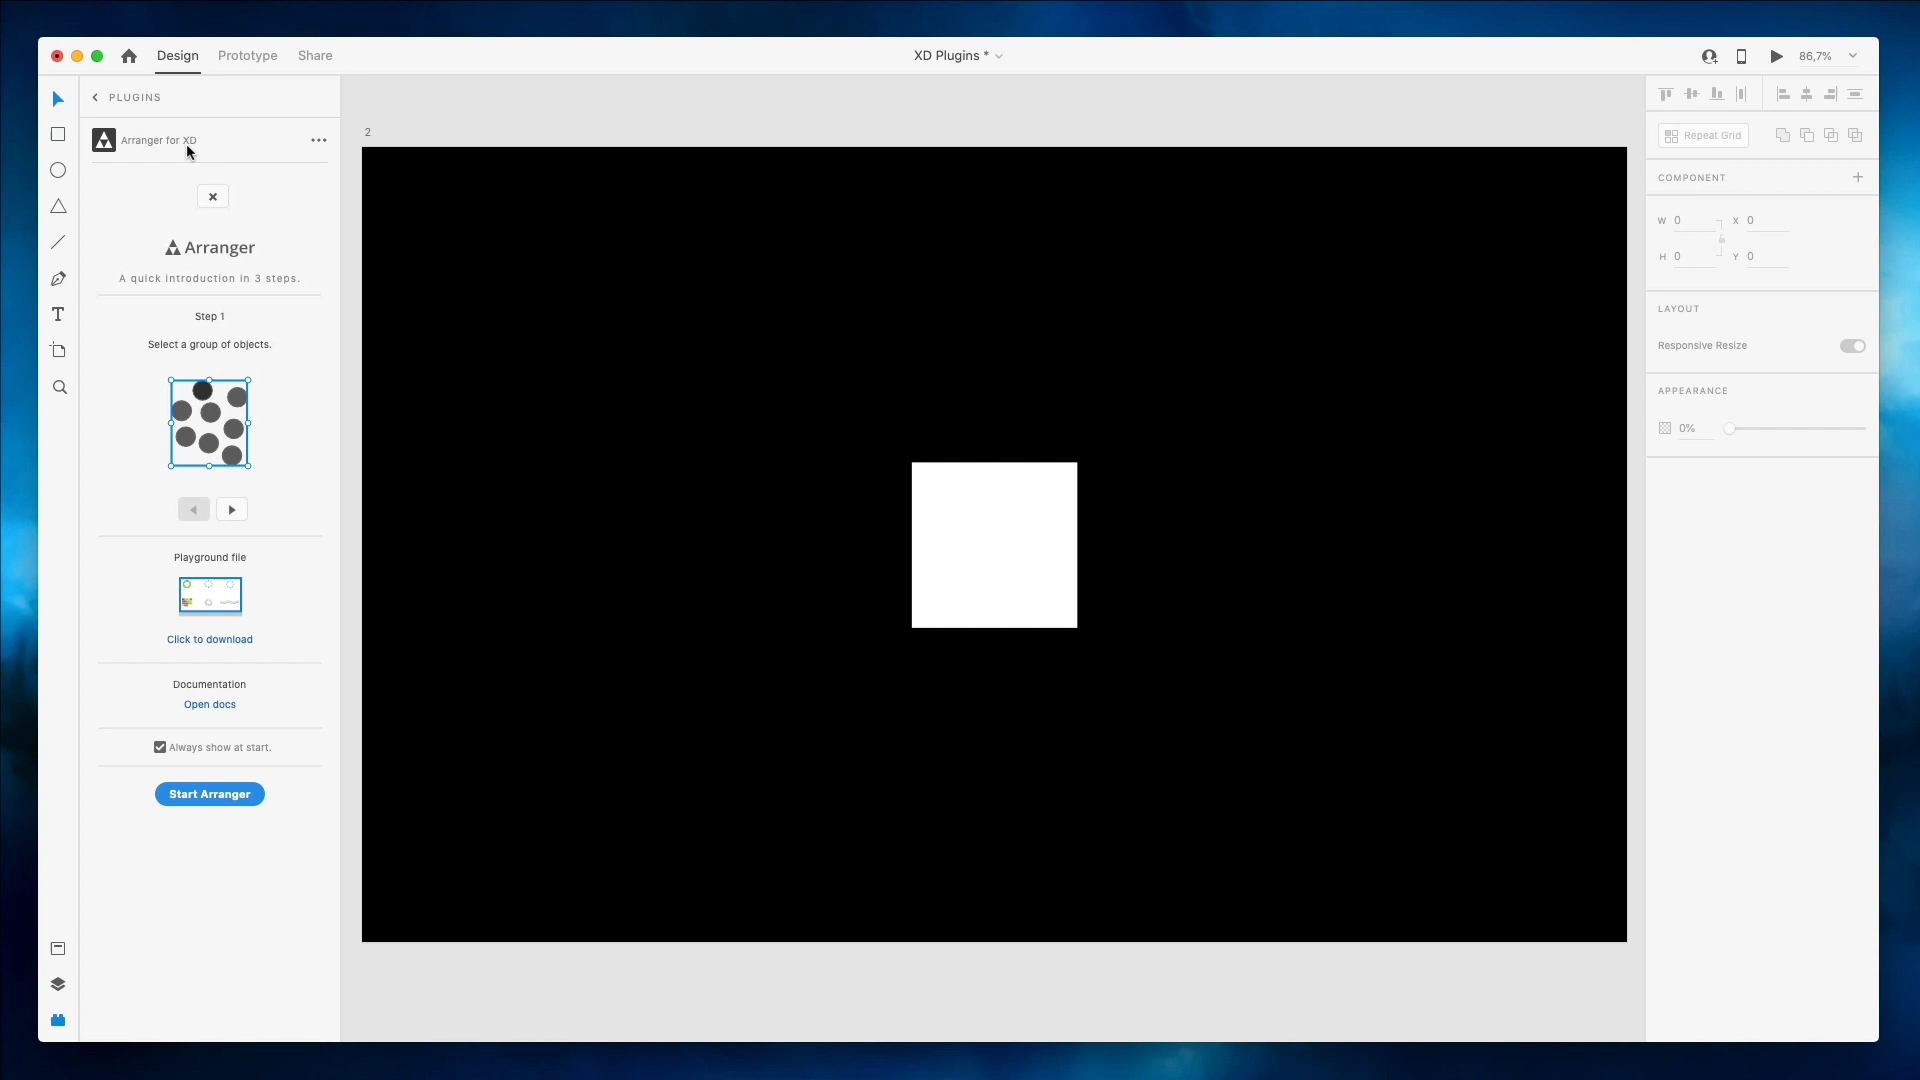 Design Prototype Share
XD Plugins *
86,7%
PLUGINS
Arranger for XD
Arranger
A quick introduction in 3 steps.
Step 1
Select a group of objects.
Playground file
Click to download
Documentation
Open docs
Always show at start.
Start Arranger
2
Repeat Grid
COMPONENT
W 0 X 0
H 0 Y 0
LAYOUT
Responsive Resize
APPEARANCE
0%